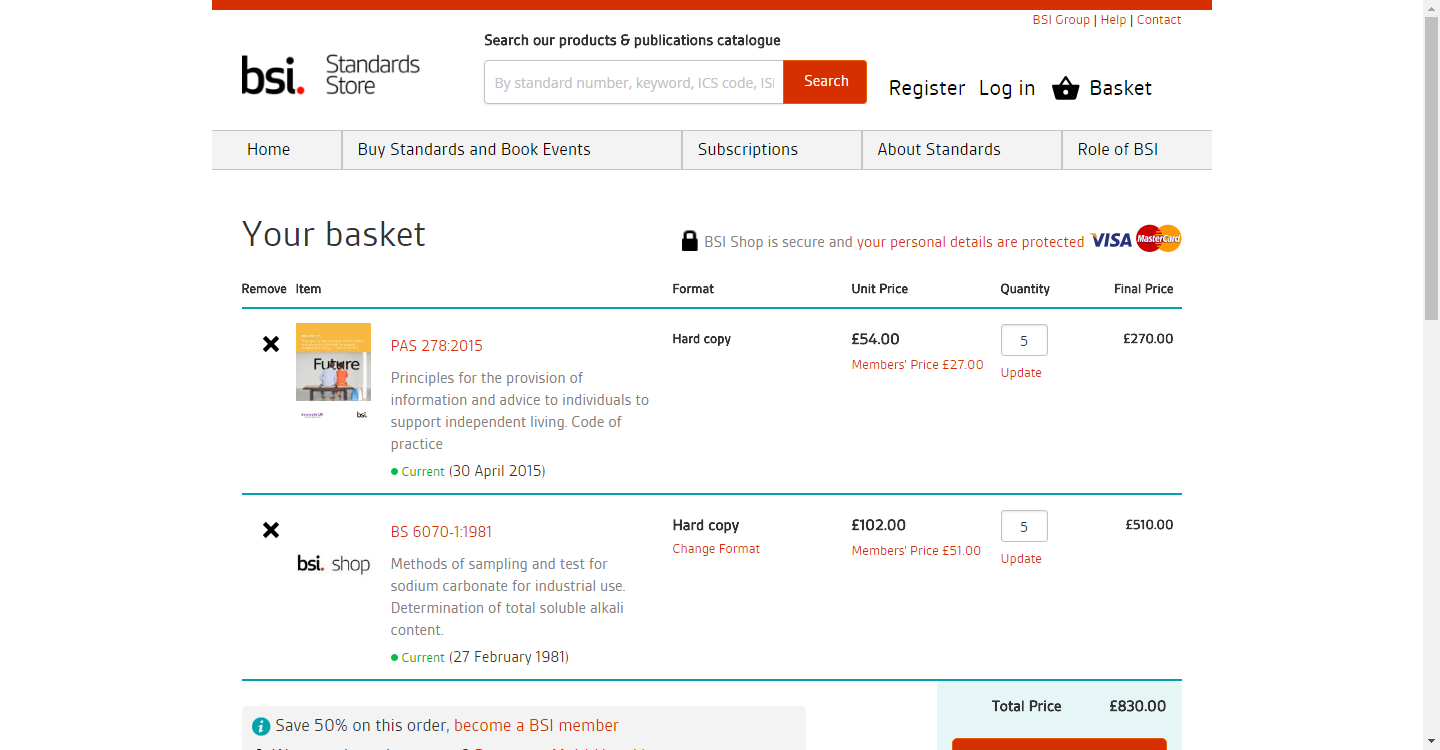 BSI Group | Help | Contact
Search our products & publications catalogue
bsi. Standards Store
By standard number, keyword, ICS code, ISI
Search
Register Log in Basket
Home
Buy Standards and Book Events
Subscriptions
About Standards
Role of BSI
Your basket
BSI Shop is secure and your personal details are protected VISA MasterCard
Remove Item Format Unit Price Quantity Final Price
Future
bsi.
PAS 278:2015
Principles for the provision of
information and advice to individuals to
support independent living. Code of
practice
Current (30 April 2015)
Hard copy
£54.00
Members' Price £27.00
5
Update
£270.00
bsi. shop
BS 6070-1:1981
Methods of sampling and test for
sodium carbonate for industrial use.
Determination of total soluble alkali
content.
Current (27 February 1981)
Hard copy
Change Format
£102.00
Members' Price £51.00
5
Update
£510.00
Save 50% on this order, become a BSI member
Total Price £830.00